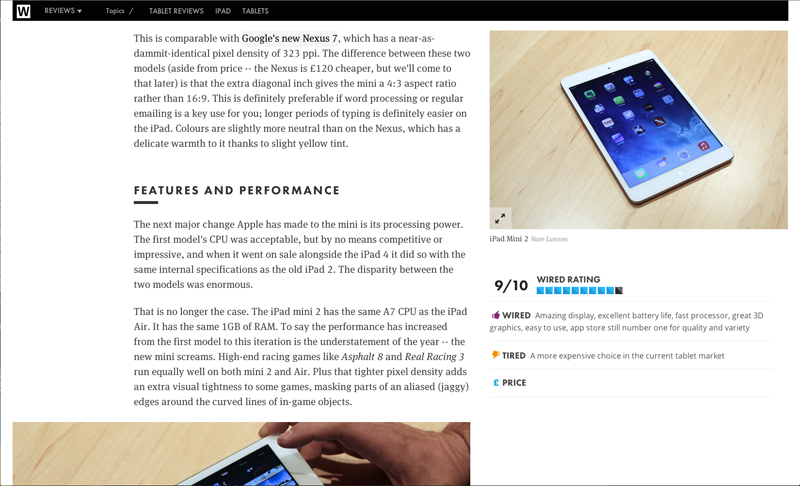 W REVIEWS Topics / TABLET REVIEWS IPAD TABLETS
This is comparable with Google's new Nexus 7, which has a near-as-
dammit-identical pixel density of 323 ppi. The difference between these two
models (aside from price -- the Nexus is £120 cheaper, but we'll come to
that later) is that the extra diagonal inch gives the mini a 4:3 aspect ratio
rather than 16:9. This is definitely preferable if word processing or regular
emailing is a key use for you; longer periods of typing is definitely easier on
the iPad. Colours are slightly more neutral than on the Nexus, which has a
delicate warmth to it thanks to slight yellow tint.
FEATURES AND PERFORMANCE
The next major change Apple has made to the mini is its processing power.
The first model's CPU was acceptable, but by no means competitive or
impressive, and when it went on sale alongside the iPad 4 it did so with the
same internal specifications as the old iPad 2. The disparity between the
two models was enormous.
That is no longer the case. The iPad mini 2 has the same A7 CPU as the iPad
Air. It has the same 1GB of RAM. To say the performance has increased
from the first model to this iteration is the understatement of the year -- the
new mini screams. High-end racing games like Asphalt 8 and Real Racing 3
run equally well on both mini 2 and Air. Plus that tighter pixel density adds
an extra visual tightness to some games, masking parts of an aliased (jaggy)
edges around the curved lines of in-game objects.
iPad Mini 2 Nate Lanxon
9/10 WIRED RATING
WIRED Amazing display, excellent battery life, fast processor, great 3D
graphics, easy to use, app store still number one for quality and variety
TIRED A more expensive choice in the current tablet market
£ PRICE